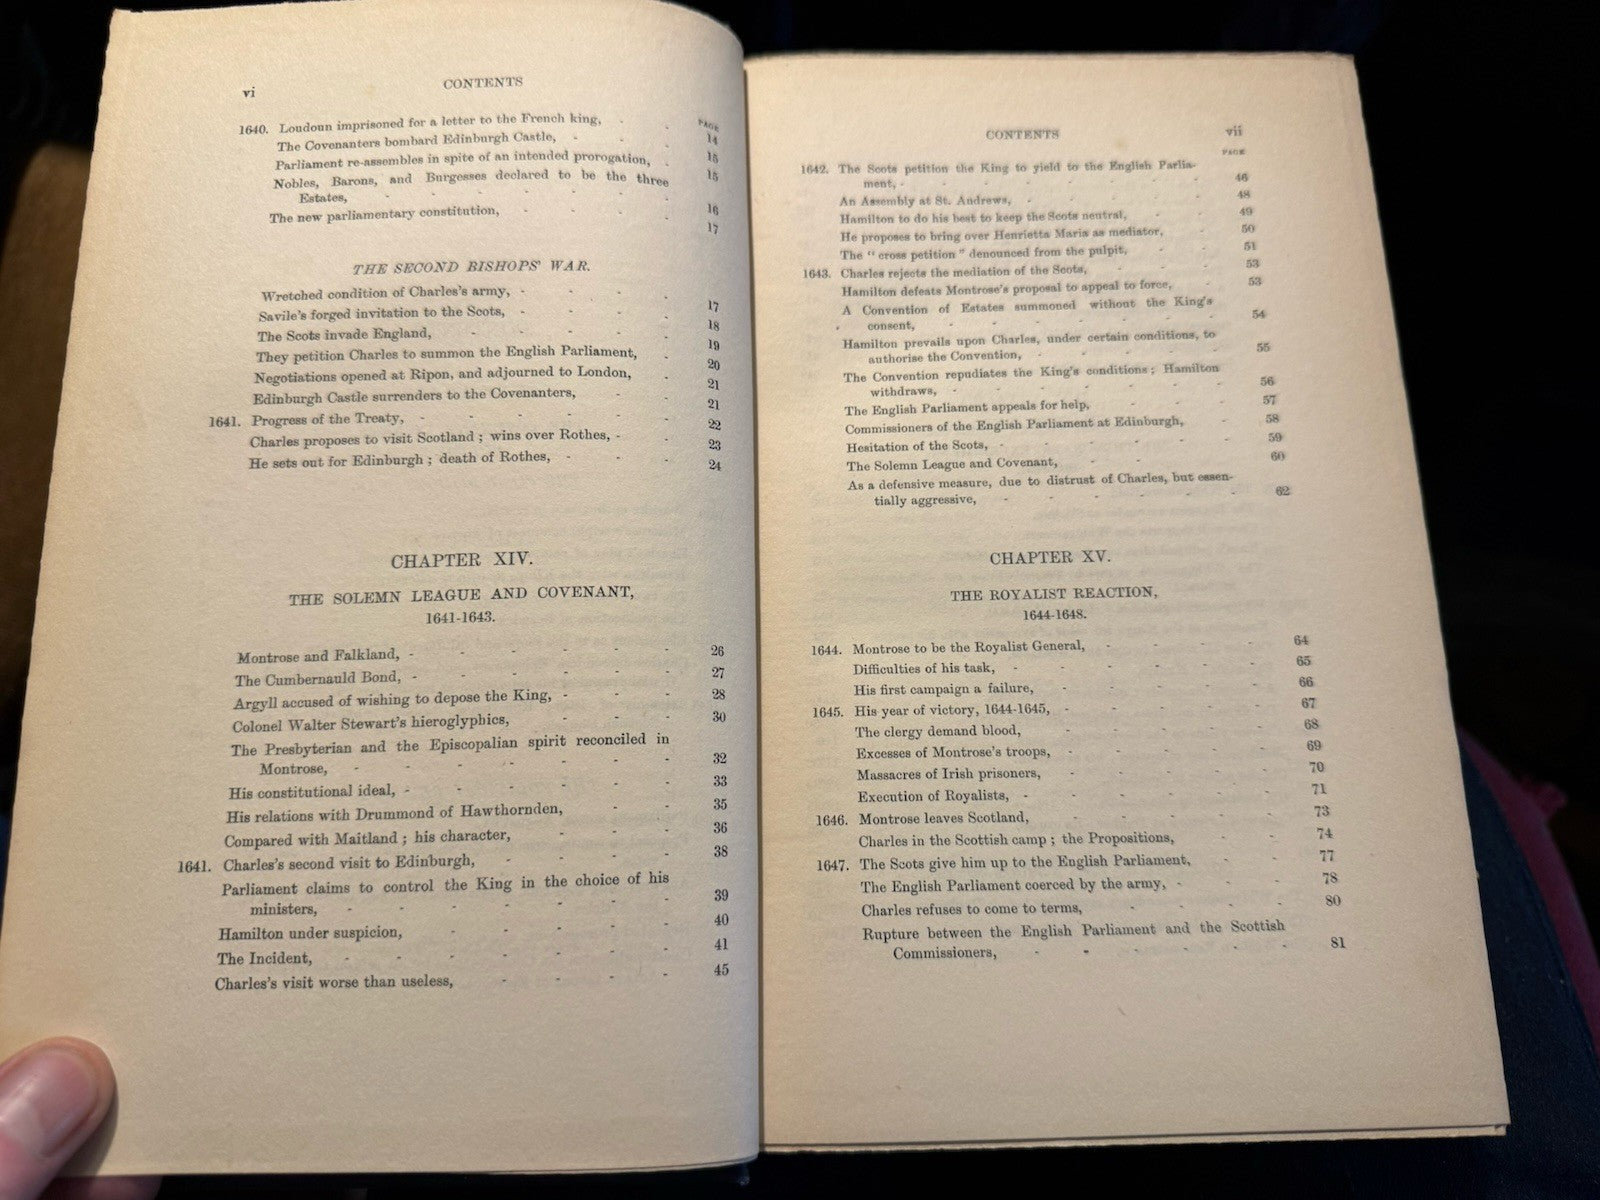 vi CONTENTS
PAGE
1640. Loudoun imprisoned for a letter to the French king, - - 14
The Covenanters bombard Edinburgh Castle, - - - 15
Parliament re-assembles in spite of an intended prorogation, - 15
Nobles, Barons, and Burgesses declared to be the three
Estates, - - - - - - - 16
The new parliamentary constitution, - - - - 17
THE SECOND BISHOPS' WAR.
Wretched condition of Charles's army, - - - - 17
Savile's forged invitation to the Scots, - - - - 18
The Scots invade England, - - - - - 19
They petition Charles to summon the English Parliament, - 20
Negotiations opened at Ripon, and adjourned to London, - 21
Edinburgh Castle surrenders to the Covenanters, - - 21
1641. Progress of the Treaty, - - - - - - 22
Charles proposes to visit Scotland ; wins over Rothes, - - 23
He sets out for Edinburgh ; death of Rothes, - - - 24
CHAPTER XIV.
THE SOLEMN LEAGUE AND COVENANT,
1641-1643.
Montrose and Falkland, - - - - - - 26
The Cumbernauld Bond, - - - - - - 27
Argyll accused of wishing to depose the King, - - - 28
Colonel Walter Stewart's hieroglyphics, - - - 30
The Presbyterian and the Episcopalian spirit reconciled in
Montrose, - - - - - - - 32
His constitutional ideal, - - - - - - 33
His relations with Drummond of Hawthornden, - - 35
Compared with Maitland ; his character, - - - 36
1641. Charles's second visit to Edinburgh, - - - - 38
Parliament claims to control the King in the choice of his
ministers, - - - - - - - 39
Hamilton under suspicion, - - - - - 40
The Incident, - - - - - - - 41
Charles's visit worse than useless, - - - - 45
CONTENTS vii
PAGE
1642. The Scots petition the King to yield to the English Parlia-
ment, - - - - - - - - 46
An Assembly at St. Andrews, - - - - - 48
Hamilton to do his best to keep the Scots neutral, - - 49
He proposes to bring over Henrietta Maria as mediator, - 50
The "cross petition" denounced from the pulpit, - - 51
1643. Charles rejects the mediation of the Scots, - - - 53
Hamilton defeats Montrose's proposal to appeal to force, - 53
A Convention of Estates summoned without the King's
consent, - - - - - - - 54
Hamilton prevails upon Charles, under certain conditions, to
authorise the Convention, - - - - - 55
The Convention repudiates the King's conditions ; Hamilton
withdraws, - - - - - - - 56
The English Parliament appeals for help, - - - 57
Commissioners of the English Parliament at Edinburgh, - 58
Hesitation of the Scots, - - - - - - 59
The Solemn League and Covenant, - - - - 60
As a defensive measure, due to distrust of Charles, but essen-
tially aggressive, - - - - - - 62
CHAPTER XV.
THE ROYALIST REACTION,
1644-1648.
1644. Montrose to be the Royalist General, - - - - 64
Difficulties of his task, - - - - - - 65
His first campaign a failure, - - - - - 66
1645. His year of victory, 1644-1645, - - - - - 67
The clergy demand blood, - - - - - 68
Excesses of Montrose's troops, - - - - - 69
Massacres of Irish prisoners, - - - - - 70
Execution of Royalists, - - - - - - 71
1646. Montrose leaves Scotland, - - - - - 73
Charles in the Scottish camp ; the Propositions, - - 74
1647. The Scots give him up to the English Parliament, - - 77
The English Parliament coerced by the army, - - - 78
Charles refuses to come to terms, - - - - 80
Rupture between the English Parliament and the Scottish
Commissioners, - - - - - - 81